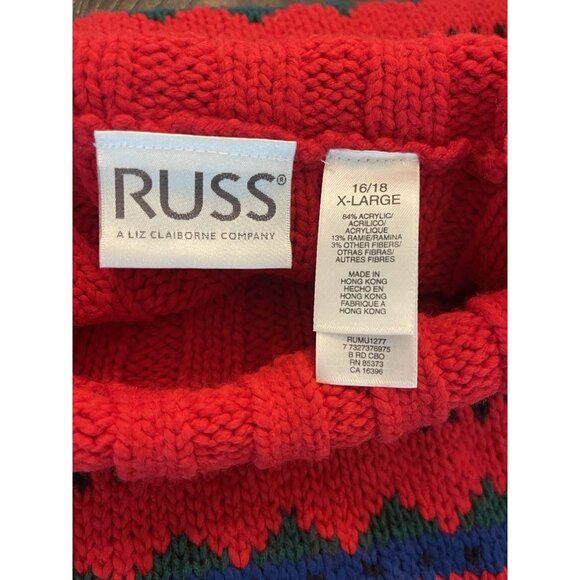 RUSS®
A LIZ CLAIBORNE COMPANY
16/18
X-LARGE
84% ACRYLIC/
ACRILICO/
ACRYLIQUE
13% RAMIE/RAMINA
3% OTHER FIBERS/
OTRAS FIBRAS/
AUTRES FIBRES
MADE IN
HONG KONG
HECHO EN
HONG KONG
FABRIQUE A
HONG KONG
RUMU1277
7 7327376975
B RD CBO
RN 85373
CA 16396